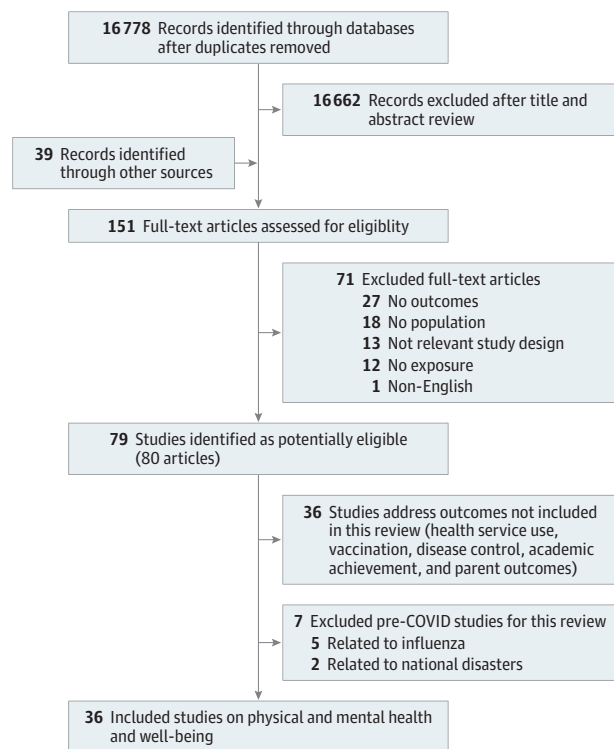 16 778 Records identified through databases
after duplicates removed
16 662 Records excluded after title and
abstract review
39 Records identified
through other sources
151 Full-text articles assessed for eligiblity
71 Excluded full-text articles
27 No outcomes
18 No population
13 Not relevant study design
12 No exposure
1 Non-English
79 Studies identified as potentially eligible
(80 articles)
36 Studies address outcomes not included
in this review (health service use,
vaccination, disease control, academic
achievement, and parent outcomes)
7 Excluded pre-COVID studies for this review
5 Related to influenza
2 Related to national disasters
36 Included studies on physical and mental health
and well-being